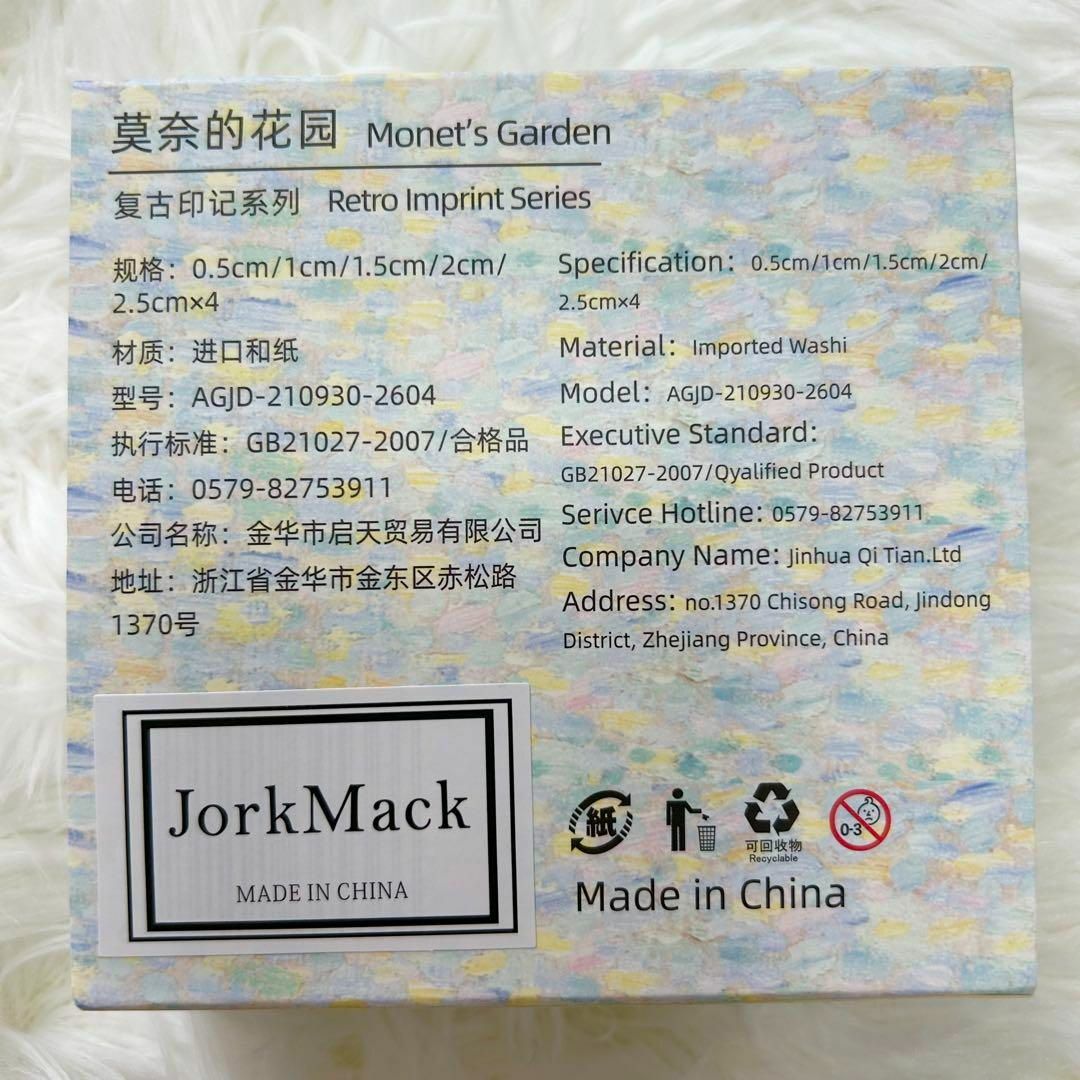 莫奈的花园 Monet's Garden
复古印记系列 Retro Imprint Series
规格：0.5cm/1cm/1.5cm/2cm/
2.5cm×4
材质：进口和纸
型号：AGJD-210930-2604
执行标准：GB21027-2007/合格品
电话：0579-82753911
公司名称：金华市启天贸易有限公司
地址：浙江省金华市金东区赤松路
1370号
Specification：0.5cm/1cm/1.5cm/2cm/
2.5cm×4
Material：Imported Washi
Model：AGJD-210930-2604
Executive Standard:
GB21027-2007/Qyalified Product
Serivce Hotline: 0579-82753911
Company Name: Jinhua Qi Tian.Ltd
Address: no.1370 Chisong Road, Jindong
District, Zhejiang Province, China
JorkMack
MADE IN CHINA
紙
可回收物
Recyclable
0-3
Made in China